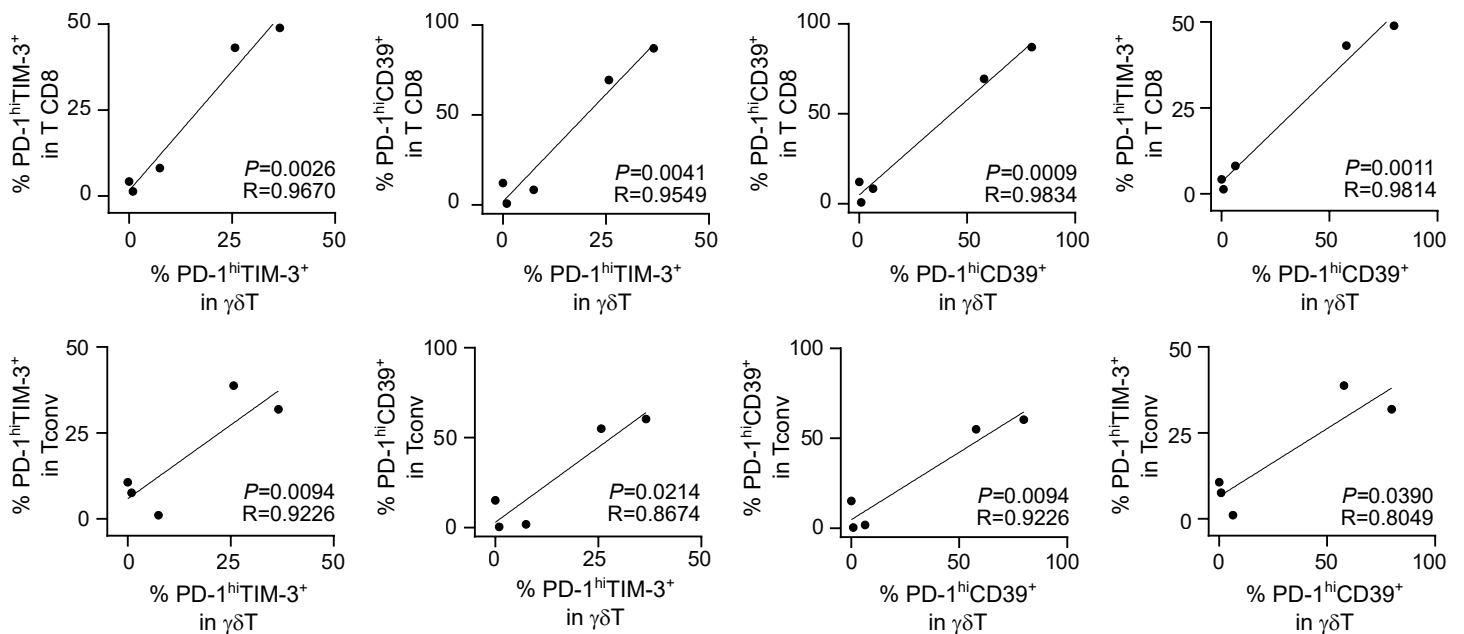 % PD-1hiTIM-3+
in T CD8
50
25
0
P=0.0026
R=0.9670
0 25 50
% PD-1hiTIM-3+
in γδT
% PD-1hiCD39+
in T CD8
100
50
0
P=0.0041
R=0.9549
0 25 50
% PD-1hiTIM-3+
in γδT
% PD-1hiCD39+
in T CD8
100
50
0
P=0.0009
R=0.9834
0 50 100
% PD-1hiCD39+
in γδT
% PD-1hiTIM-3+
in T CD8
50
25
0
P=0.0011
R=0.9814
0 50 100
% PD-1hiCD39+
in γδT
% PD-1hiTIM-3+
in Tconv
50
25
0
P=0.0094
R=0.9226
0 25 50
% PD-1hiTIM-3+
in γδT
% PD-1hiCD39+
in Tconv
100
50
0
P=0.0214
R=0.8674
0 25 50
% PD-1hiTIM-3+
in γδT
% PD-1hiCD39+
in Tconv
100
50
0
P=0.0094
R=0.9226
0 50 100
% PD-1hiCD39+
in γδT
% PD-1hiTIM-3+
in Tconv
50
25
0
P=0.0390
R=0.8049
0 50 100
% PD-1hiCD39+
in γδT